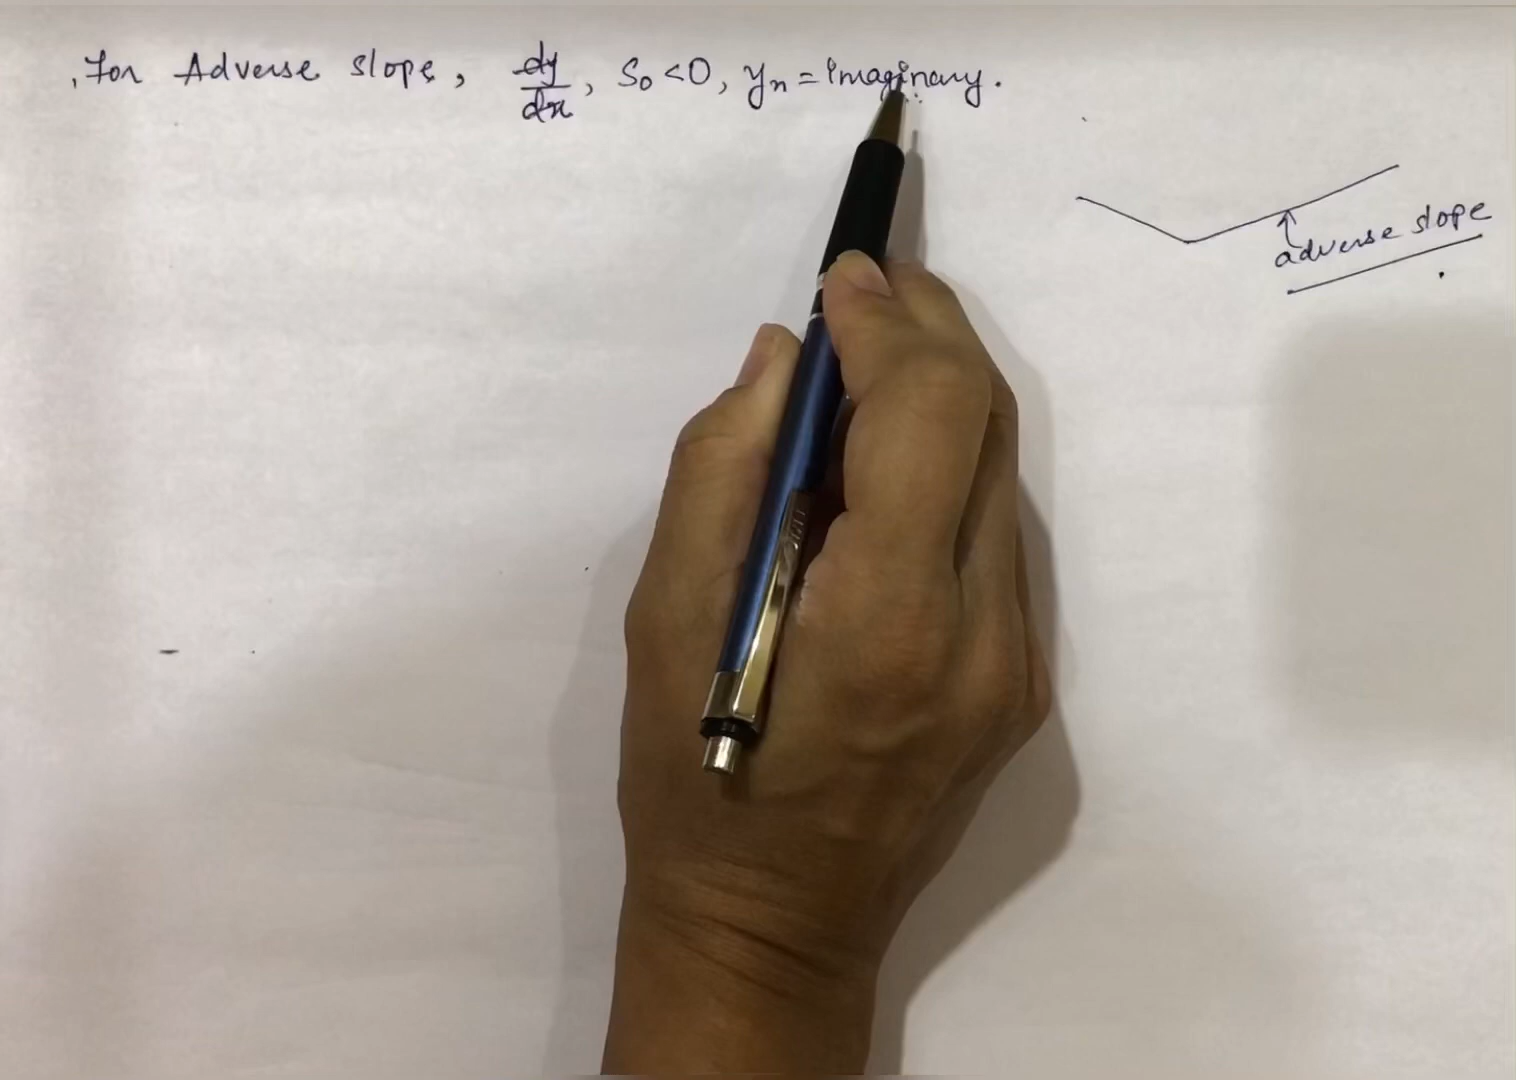 For Adverse slope, dy/dx, S₀ <0, yₙ = imaginary.
adverse slope